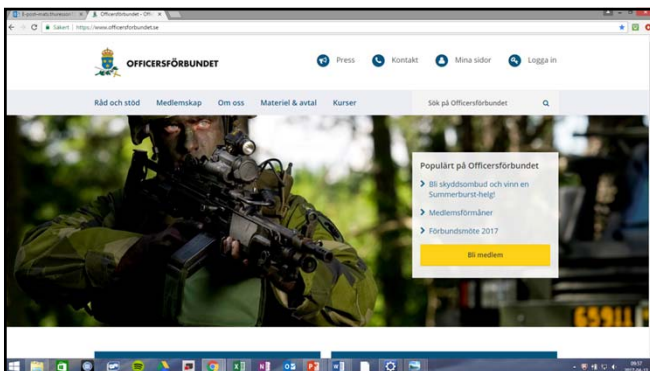 Officersförbundet - Offi
Säkert | https://www.officersforbundet.se
OFFICERSFÖRBUNDET
Press
Kontakt
Mina sidor
Logga in
Råd och stöd
Medlemskap
Om oss
Materiel & avtal
Kurser
Sök på Officersförbundet
Populärt på Officersförbundet
Bli skyddsombud och vinn en
Summerburst-helg!
Medlemsförmåner
Förbundsmöte 2017
Bli medlem
65911